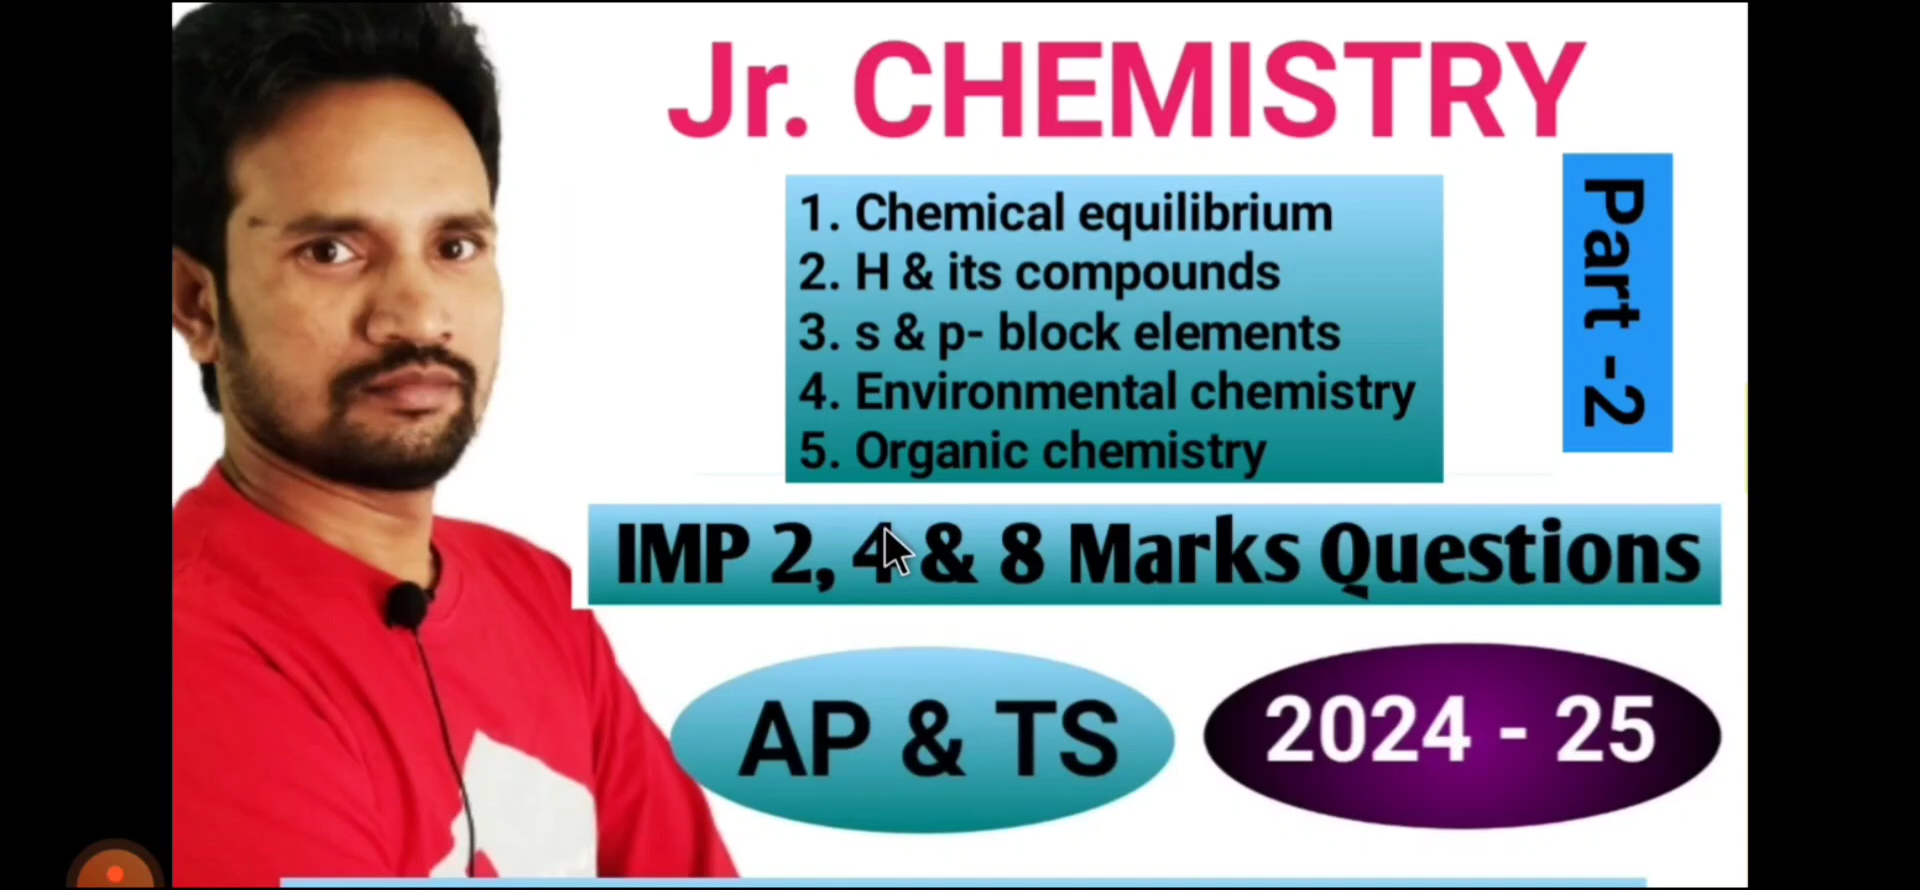 Jr. CHEMISTRY
1. Chemical equilibrium
2. H & its compounds
3. s & p- block elements
4. Environmental chemistry
5. Organic chemistry
Part -2
IMP 2, 4 & 8 Marks Questions
AP & TS
2024 - 25